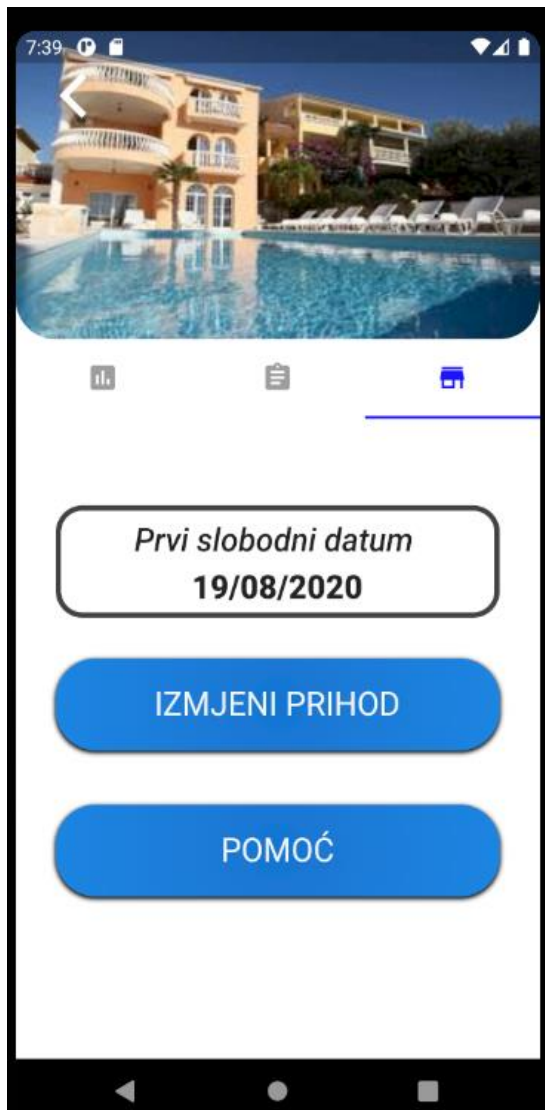 7:39
Prvi slobodni datum
19/08/2020
IZMJENI PRIHOD
POMOĆ